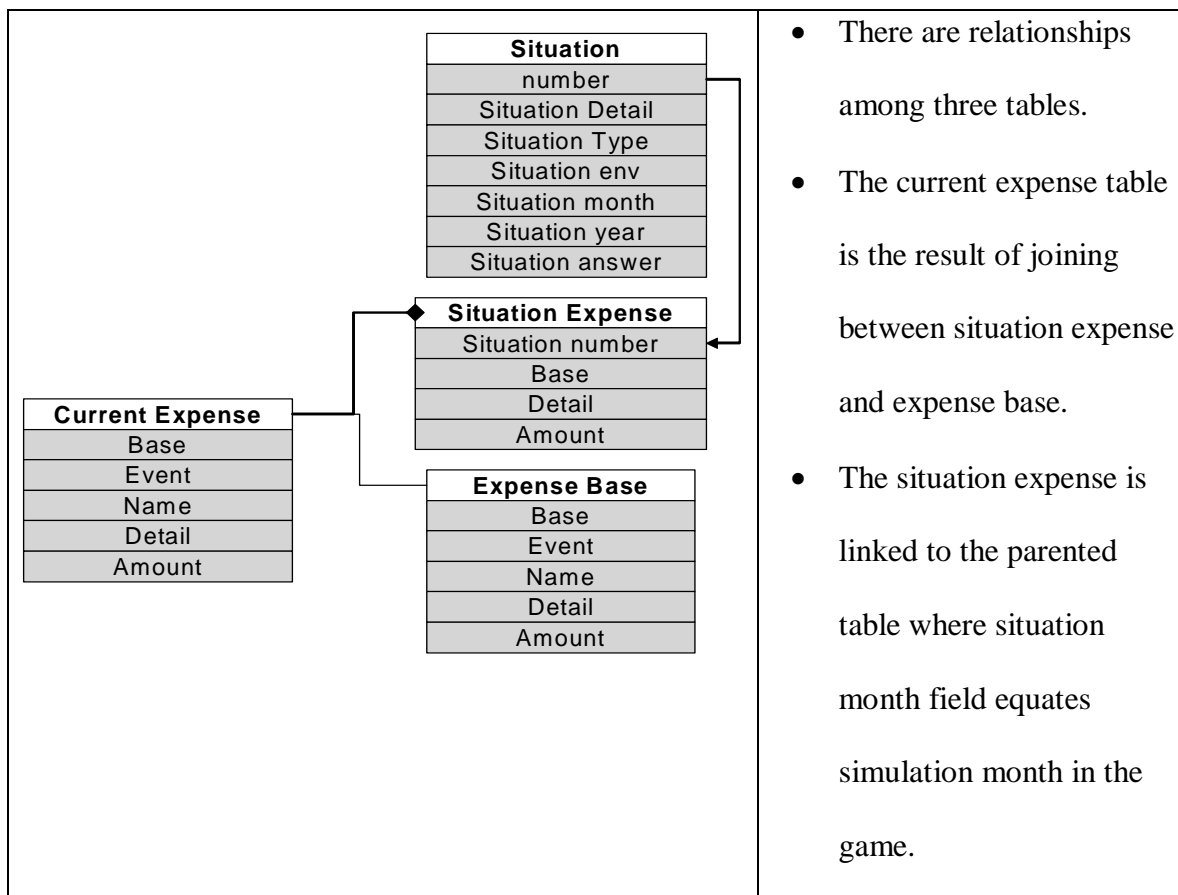 Situation
number
Situation Detail
Situation Type
Situation env
Situation month
Situation year
Situation answer
Situation Expense
Situation number
Base
Detail
Amount
Current Expense
Base
Event
Name
Detail
Amount
Expense Base
Base
Event
Name
Detail
Amount
• There are relationships
among three tables.
• The current expense table
is the result of joining
between situation expense
and expense base.
• The situation expense is
linked to the parented
table where situation
month field equates
simulation month in the
game.